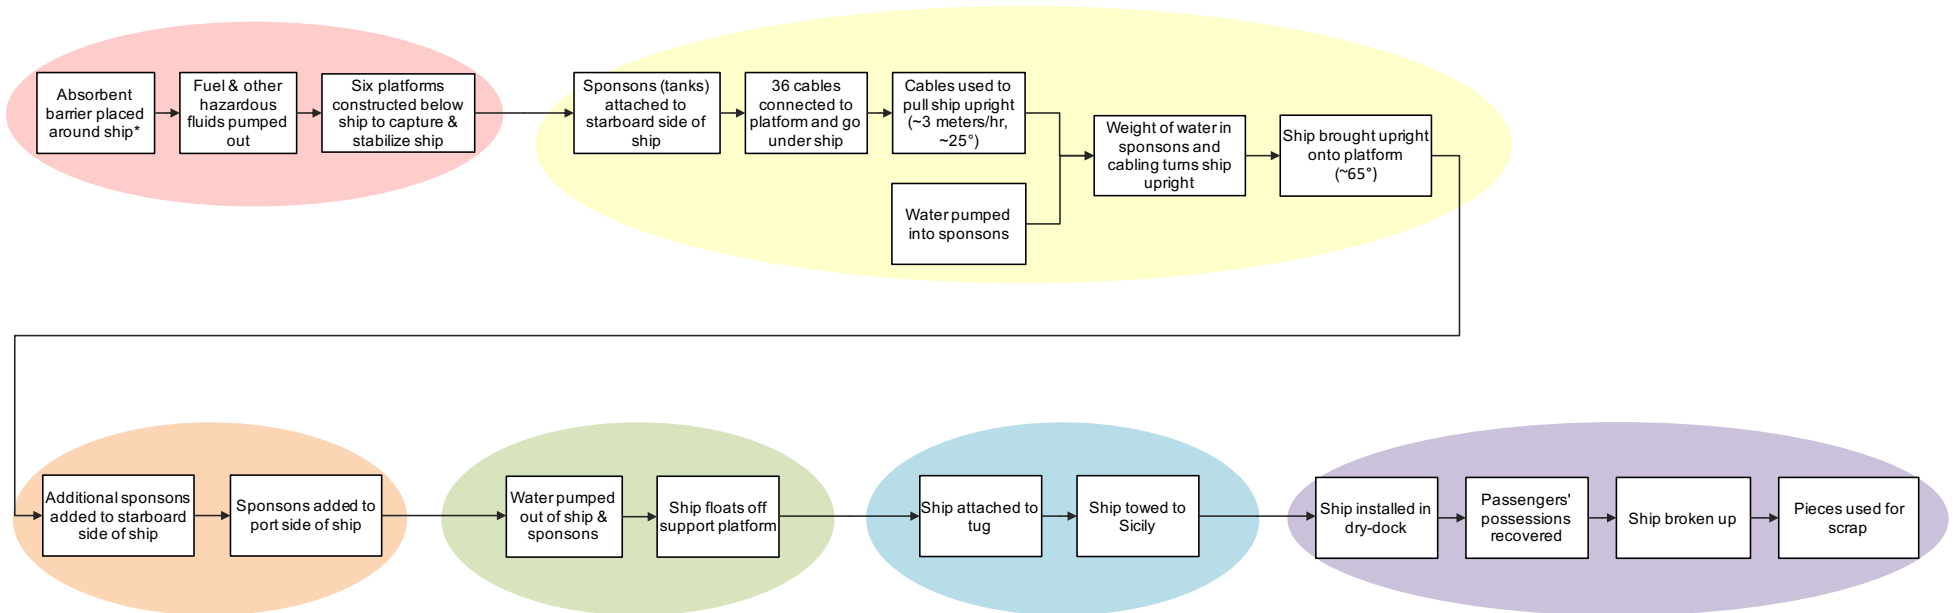 Absorbent
barrier placed
around ship*
Fuel & other
hazardous
fluids pumped
out
Six platforms
constructed below
ship to capture &
stabilize ship
Sponsons (tanks)
attached to
starboard side of
ship
36 cables
connected to
platform and go
under ship
Cables used to
pull ship upright
(~3 meters/hr,
~25°)
Water pumped
into sponsons
Weight of water in
sponsons and
cabling turns ship
upright
Ship brought upright
onto platform
(~65°)
Additional sponsons
added to starboard
side of ship
Sponsons added to
port side of ship
Water pumped
out of ship &
sponsons
Ship floats off
support platform
Ship attached to
tug
Ship towed to
Sicily
Ship installed in
dry-dock
Passengers'
possessions
recovered
Ship broken up
Pieces used for
scrap